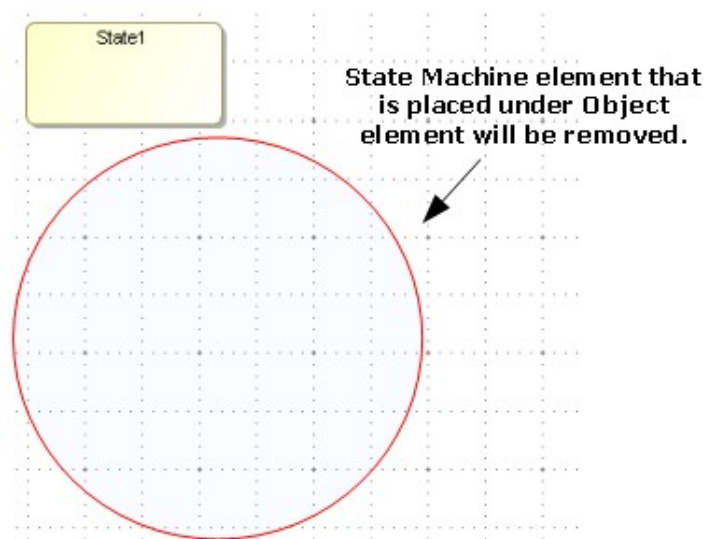 State1
State Machine element that
is placed under Object
element will be removed.